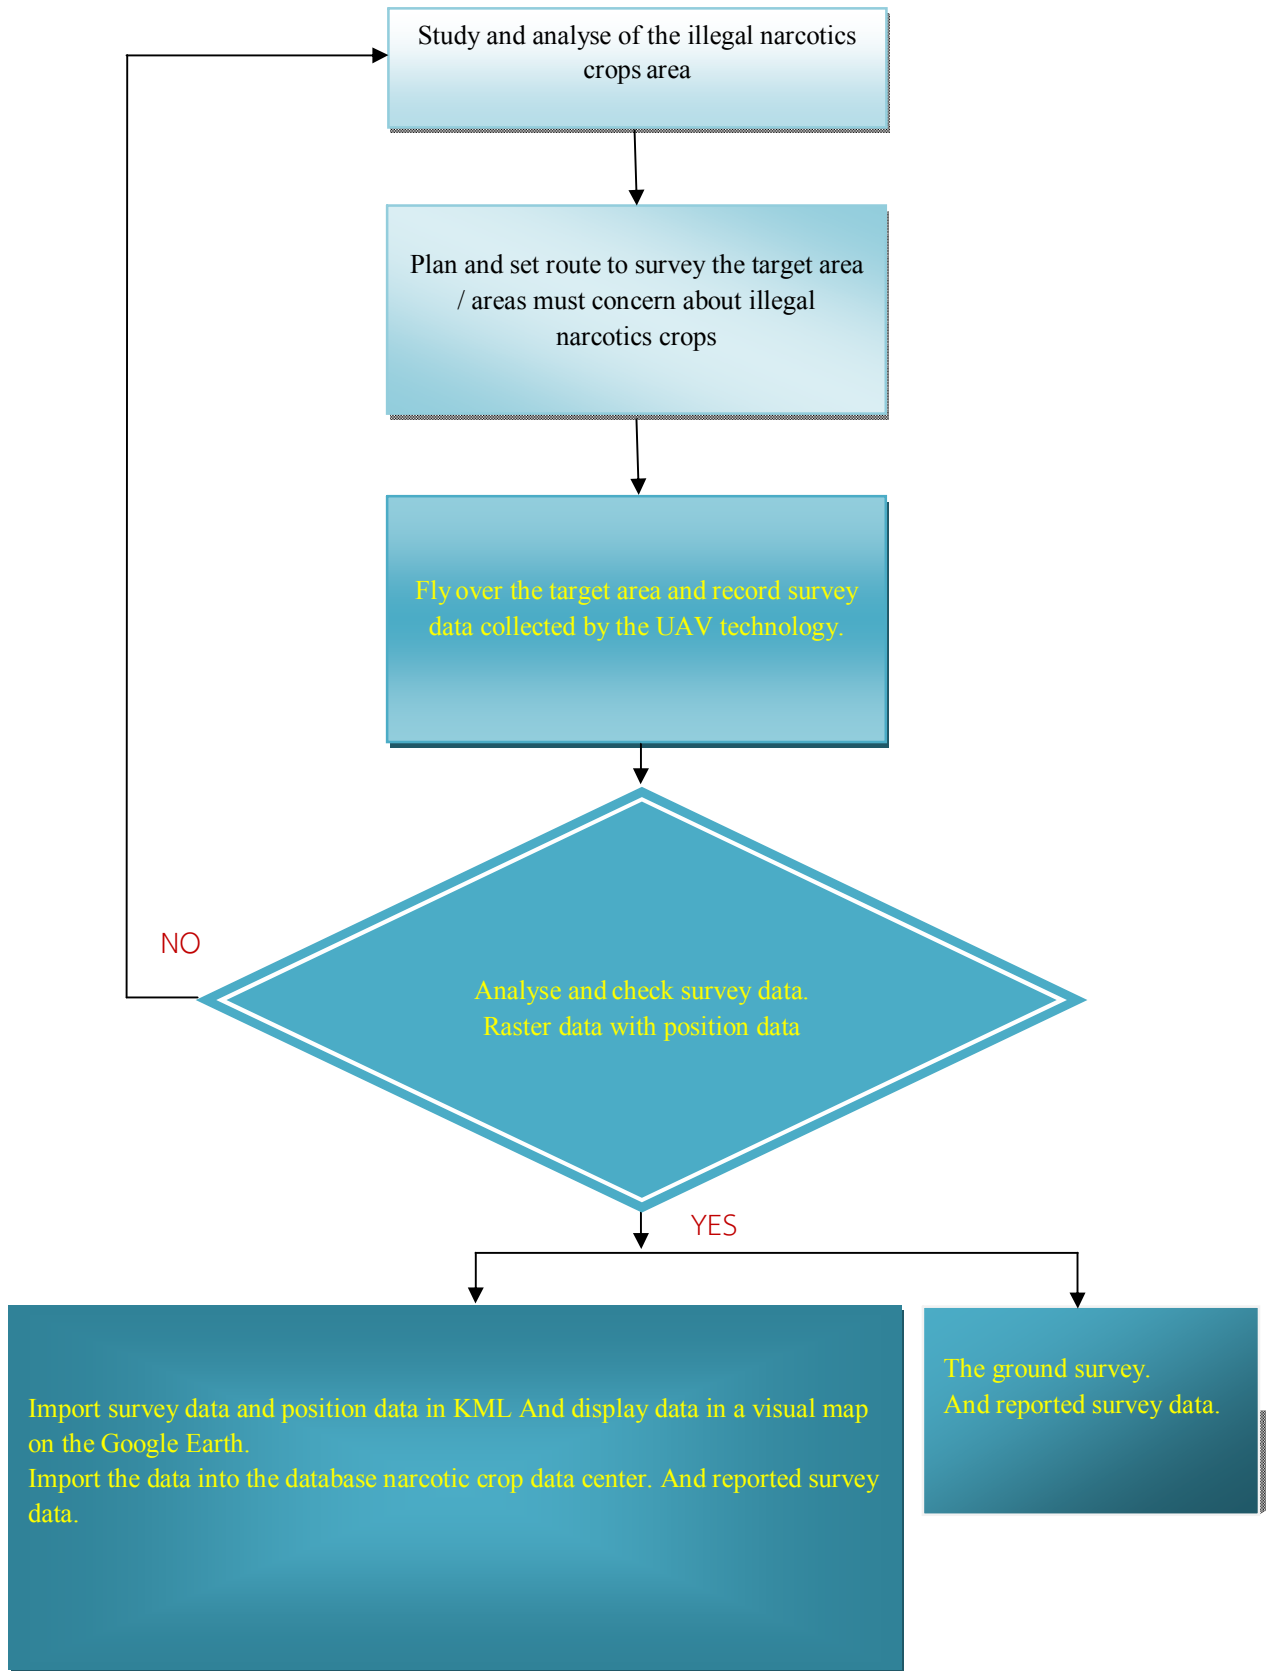 Study and analyse of the illegal narcotics
crops area
Plan and set route to survey the target area
/ areas must concern about illegal
narcotics crops
Fly over the target area and record survey
data collected by the UAV technology.
NO
Analyse and check survey data.
Raster data with position data
YES
Import survey data and position data in KML And display data in a visual map
on the Google Earth.
Import the data into the database narcotic crop data center. And reported survey
data.
The ground survey.
And reported survey data.